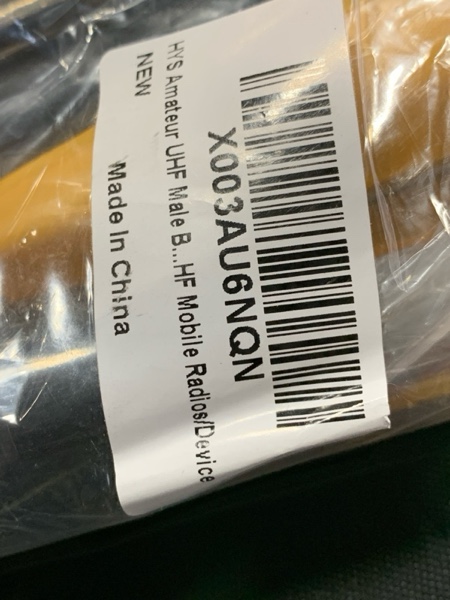 X003AU6NQN
HYS Amateur UHF Male B...HF Mobile Radios/Device
NEW
Made In China